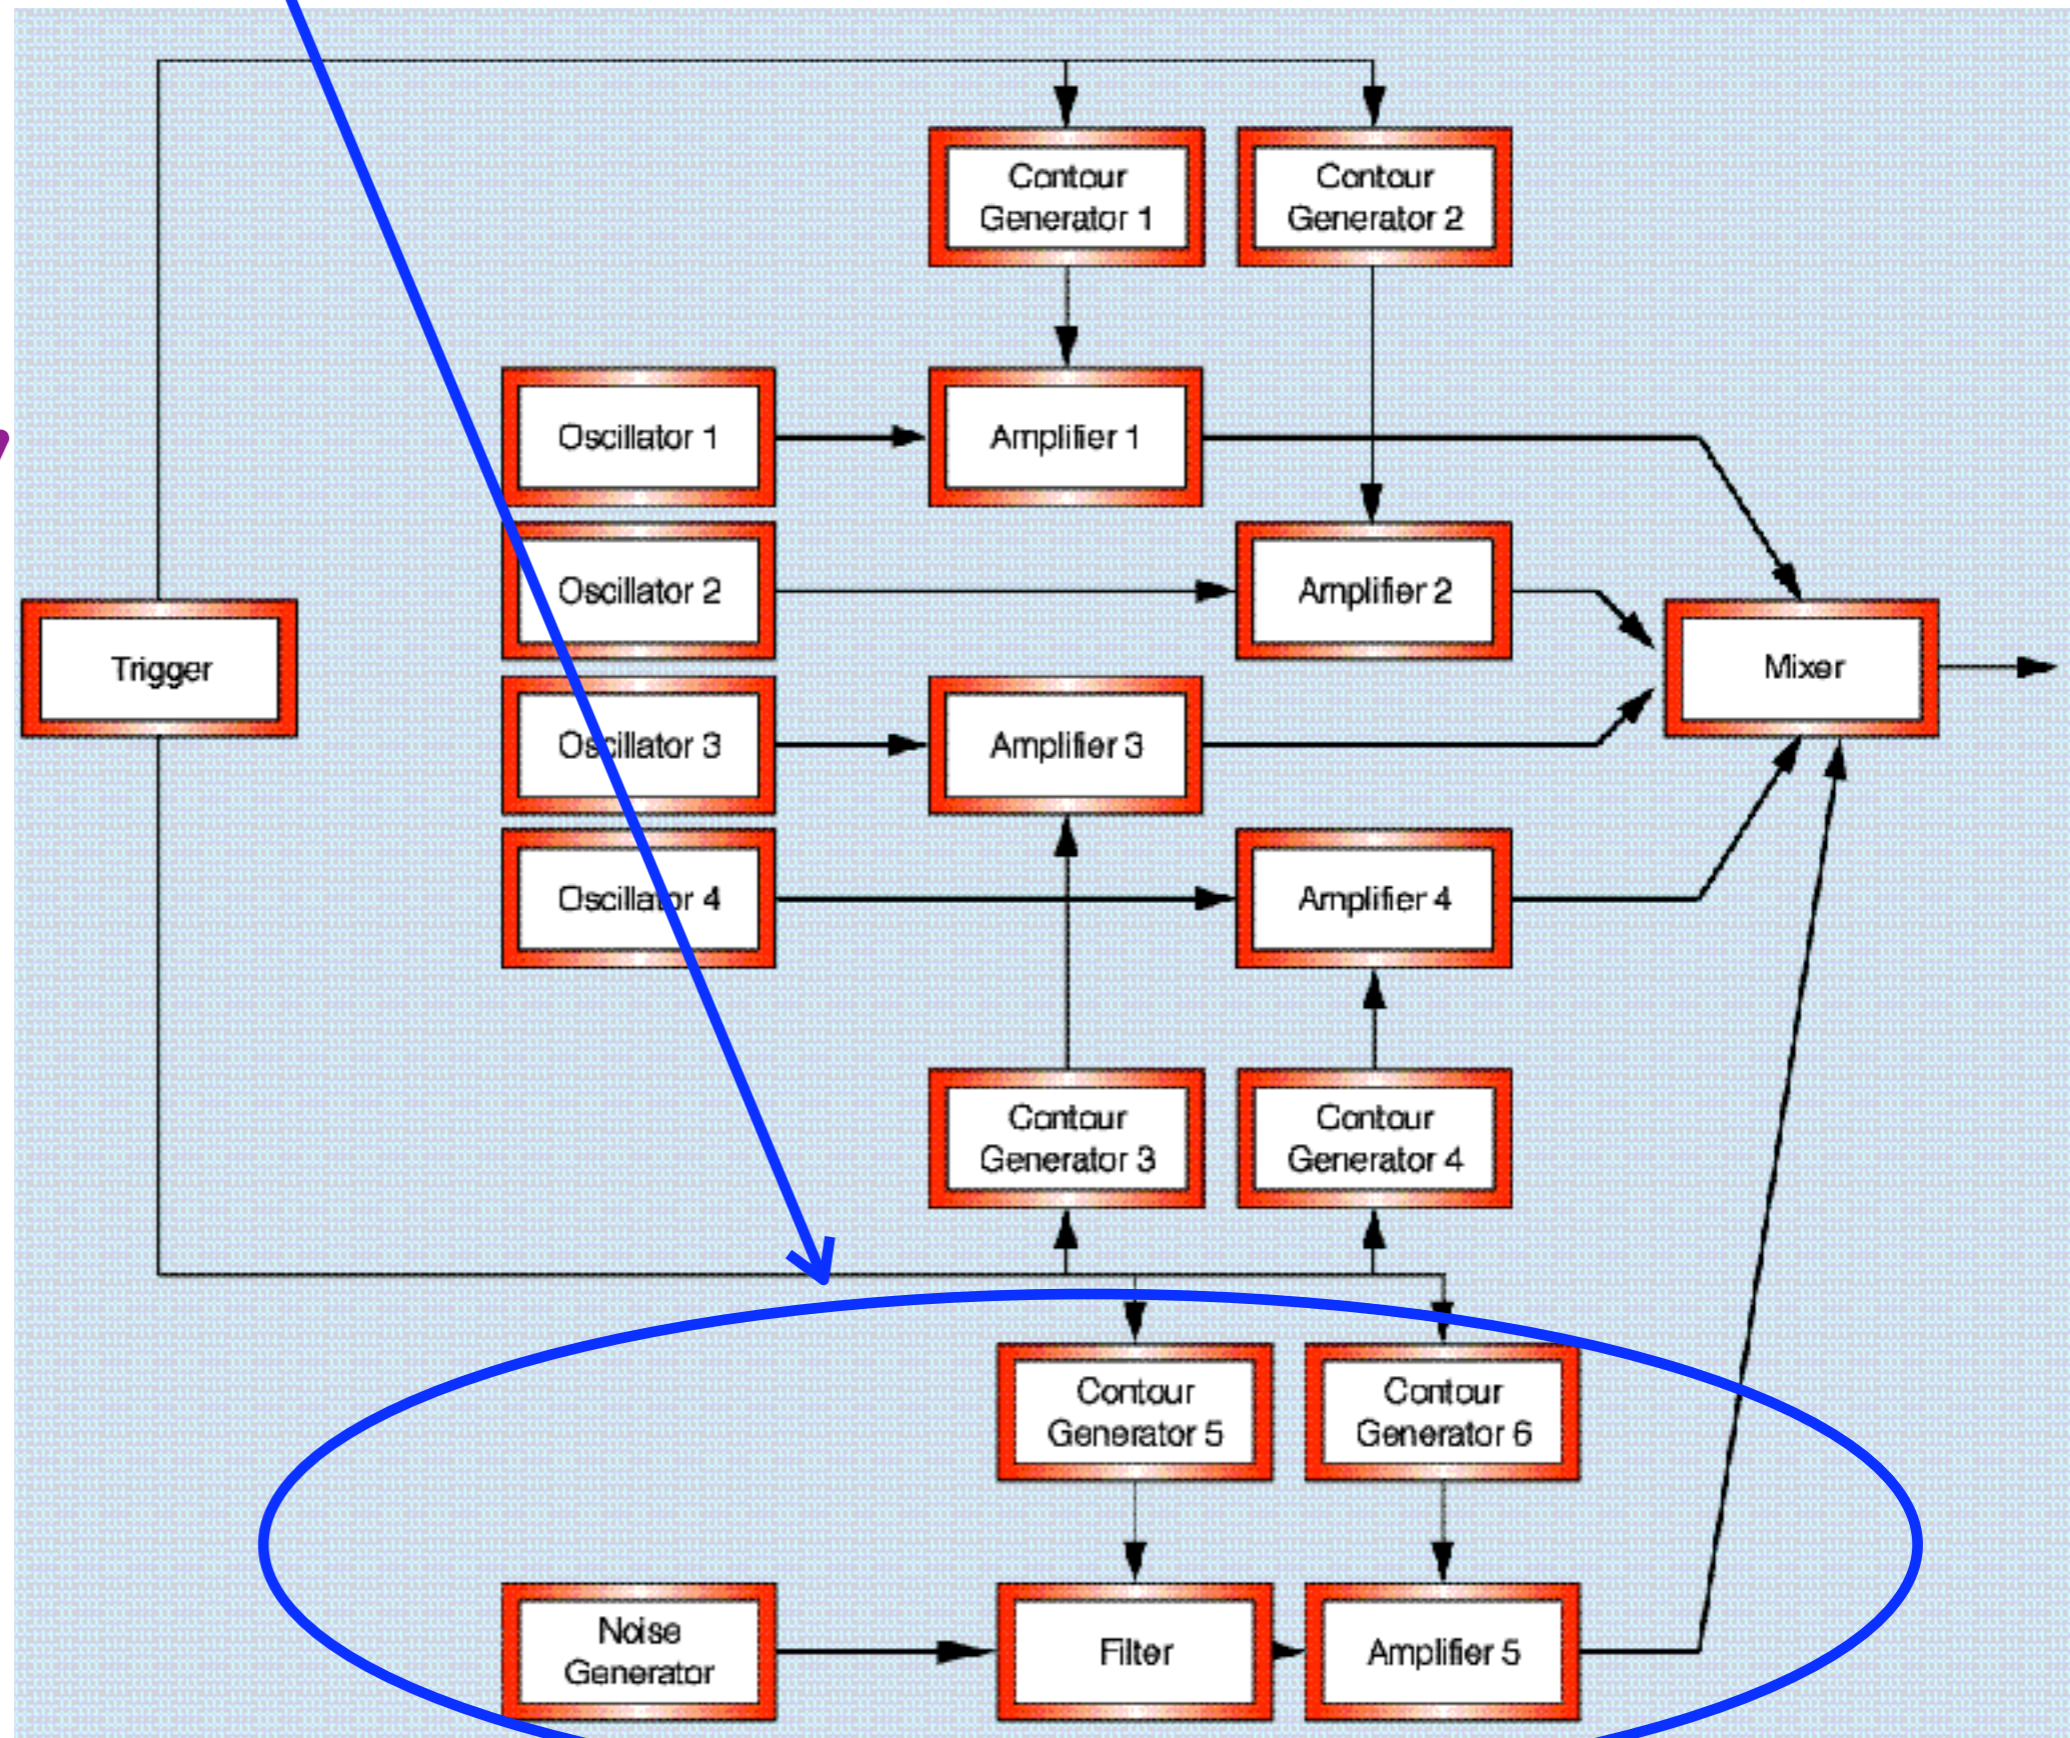 Contour
Generator 1
Contour
Generator 2
Oscillator 1
Amplifier 1
Oscillator 2
Amplifier 2
Trigger
Mixer
Oscillator 3
Amplifier 3
Oscillator 4
Amplifier 4
Contour
Generator 3
Contour
Generator 4
Contour
Generator 5
Contour
Generator 6
Noise
Generator
Filter
Amplifier 5